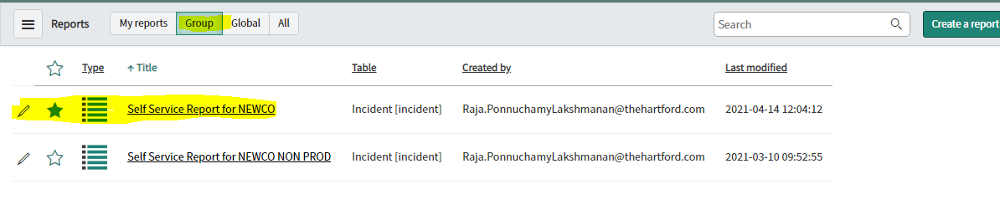 Reports My reports Group Global All Search Create a report
Type ↑ Title Table Created by Last modified
Self Service Report for NEWCO Incident [incident] Raja.PonnuchamyLakshmanan@thehartford.com 2021-04-14 12:04:12
Self Service Report for NEWCO NON PROD Incident [incident] Raja.PonnuchamyLakshmanan@thehartford.com 2021-03-10 09:52:55